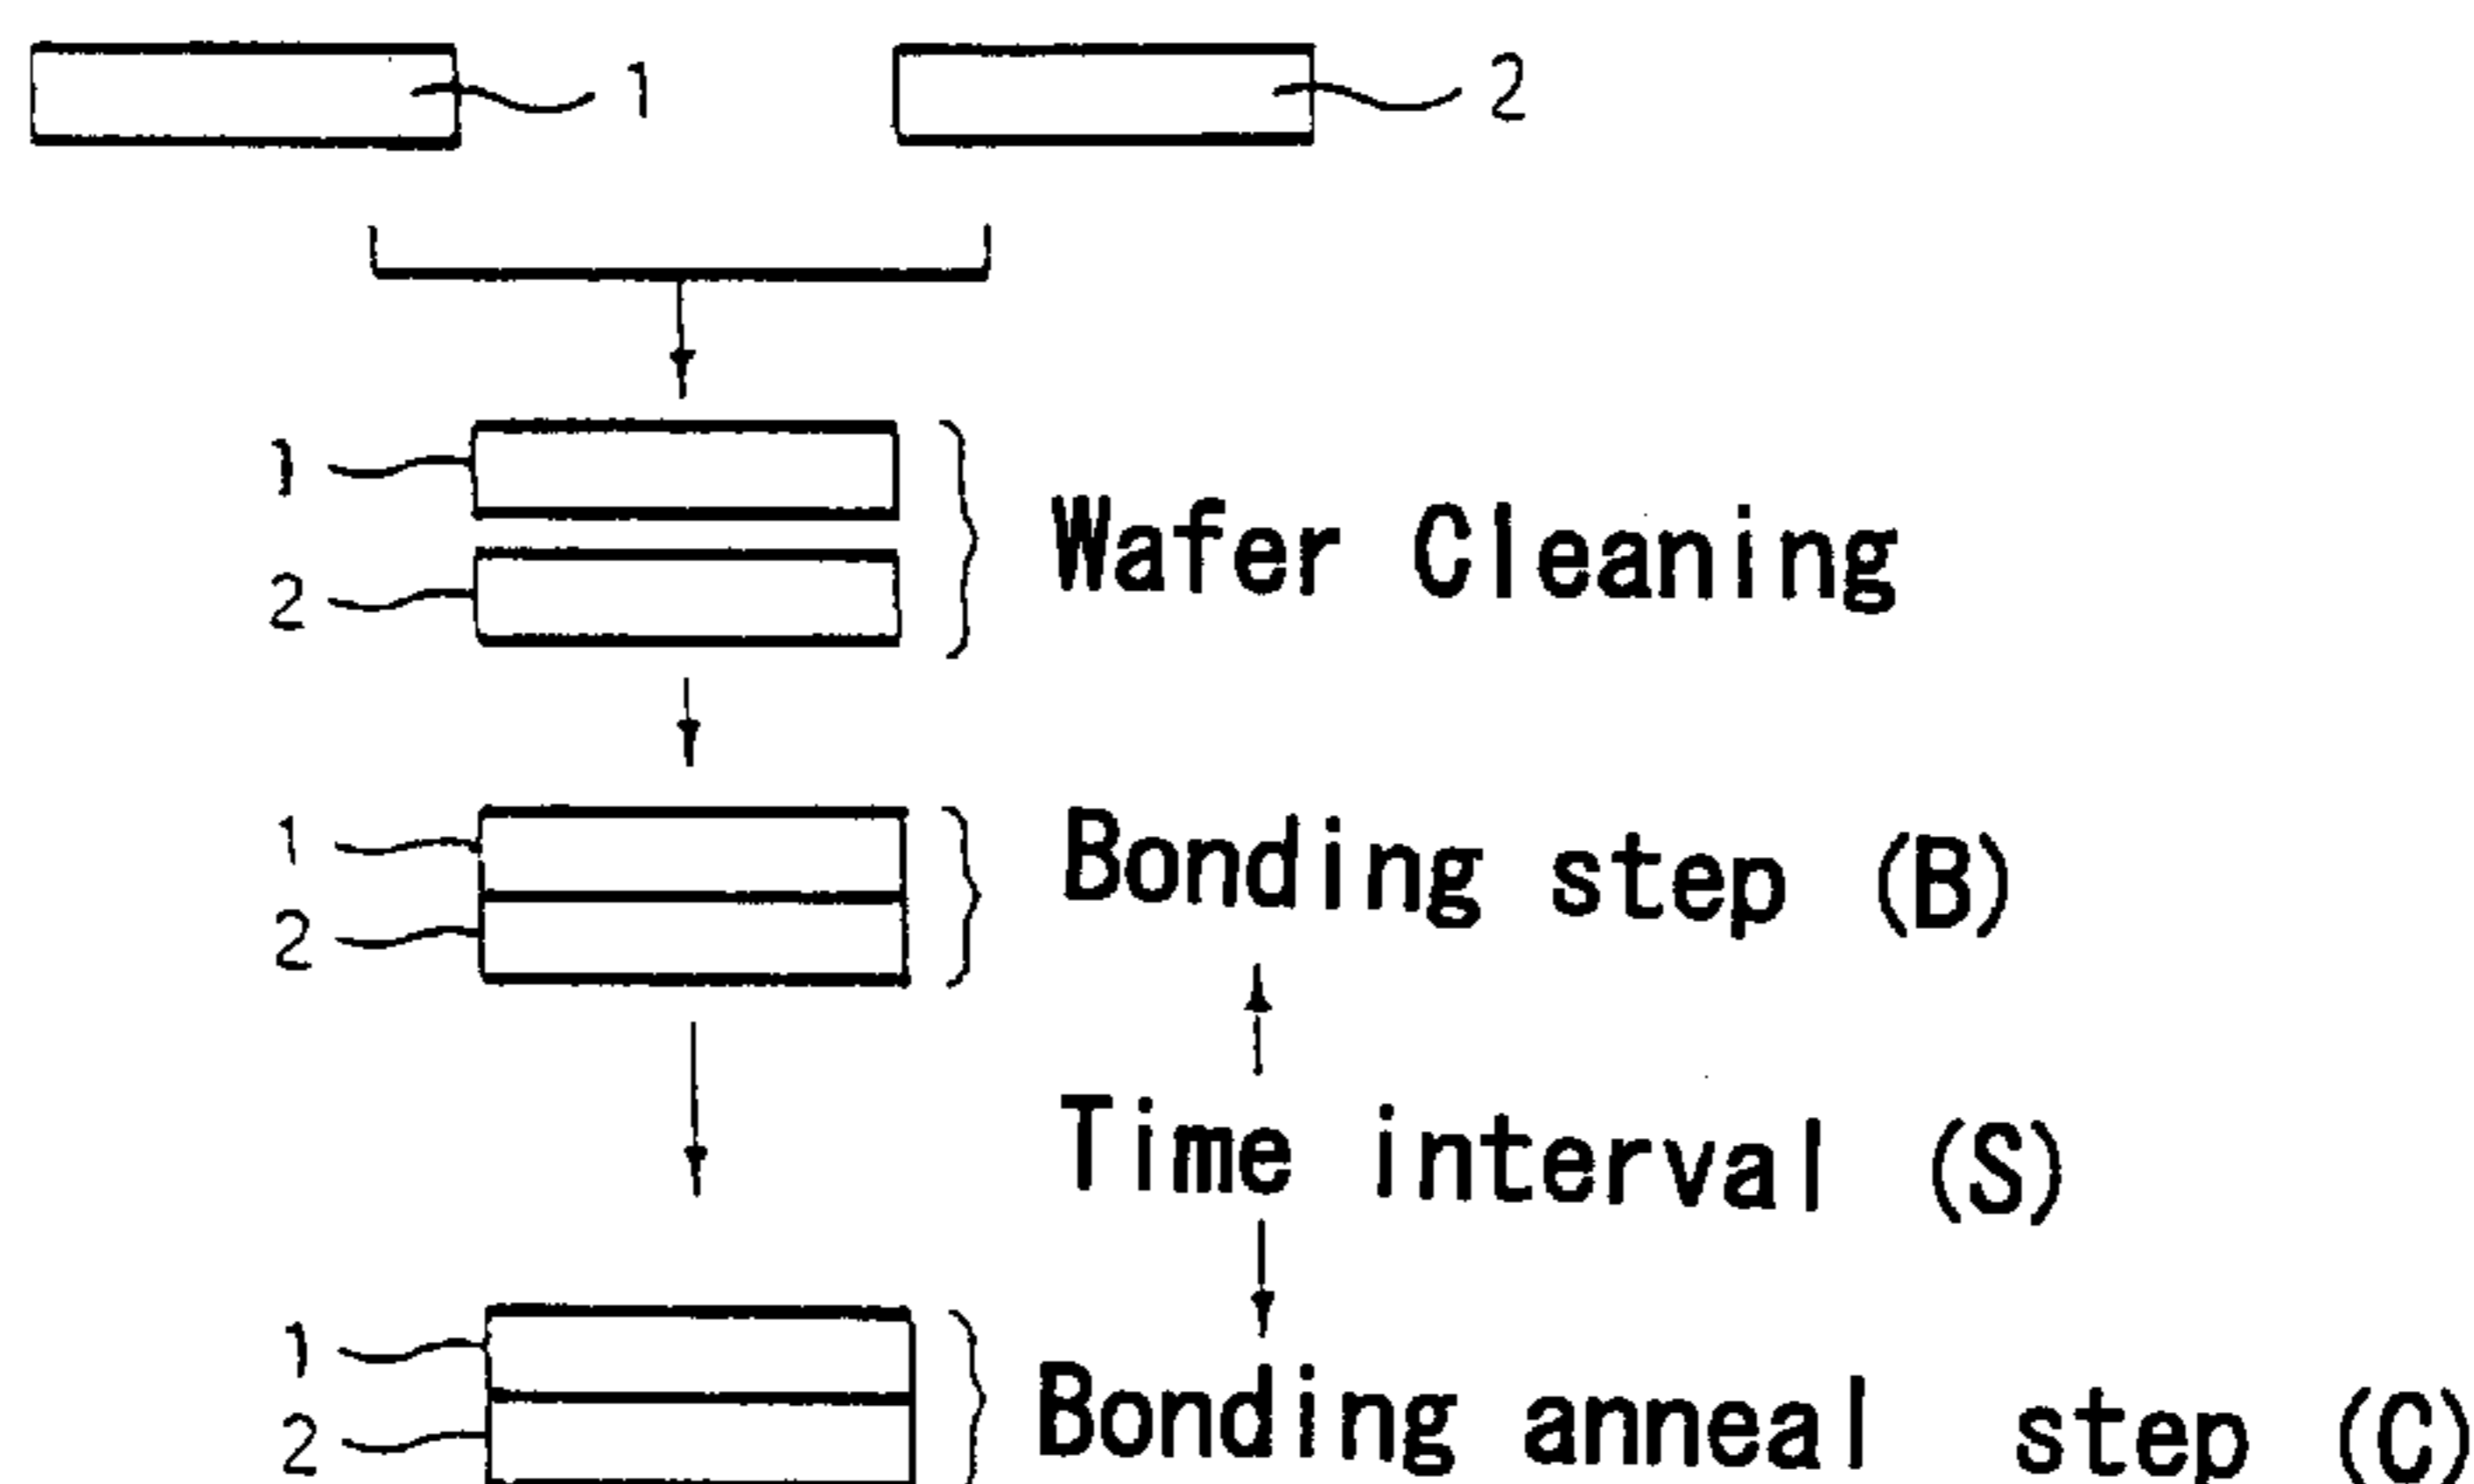 1 2
1
Wafer Cleaning
2
1
Bonding step (B)
2
Time interval (S)
1
Bonding anneal step (C)
2